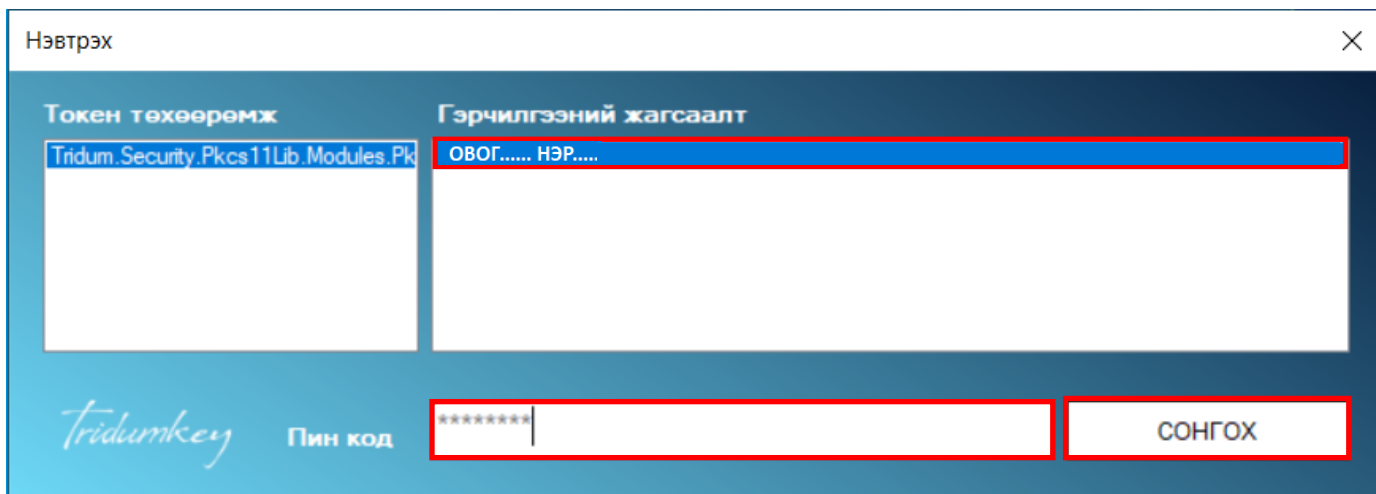 Нэвтрэх
Токен төхөөрөмж
Гэрчилгээний жагсаалт
Tridum.Security.Pkcs11Lib.Modules.Pk
ОВОГ...... НЭР.....
Tridumkey
Пин код
********
СОНГОХ